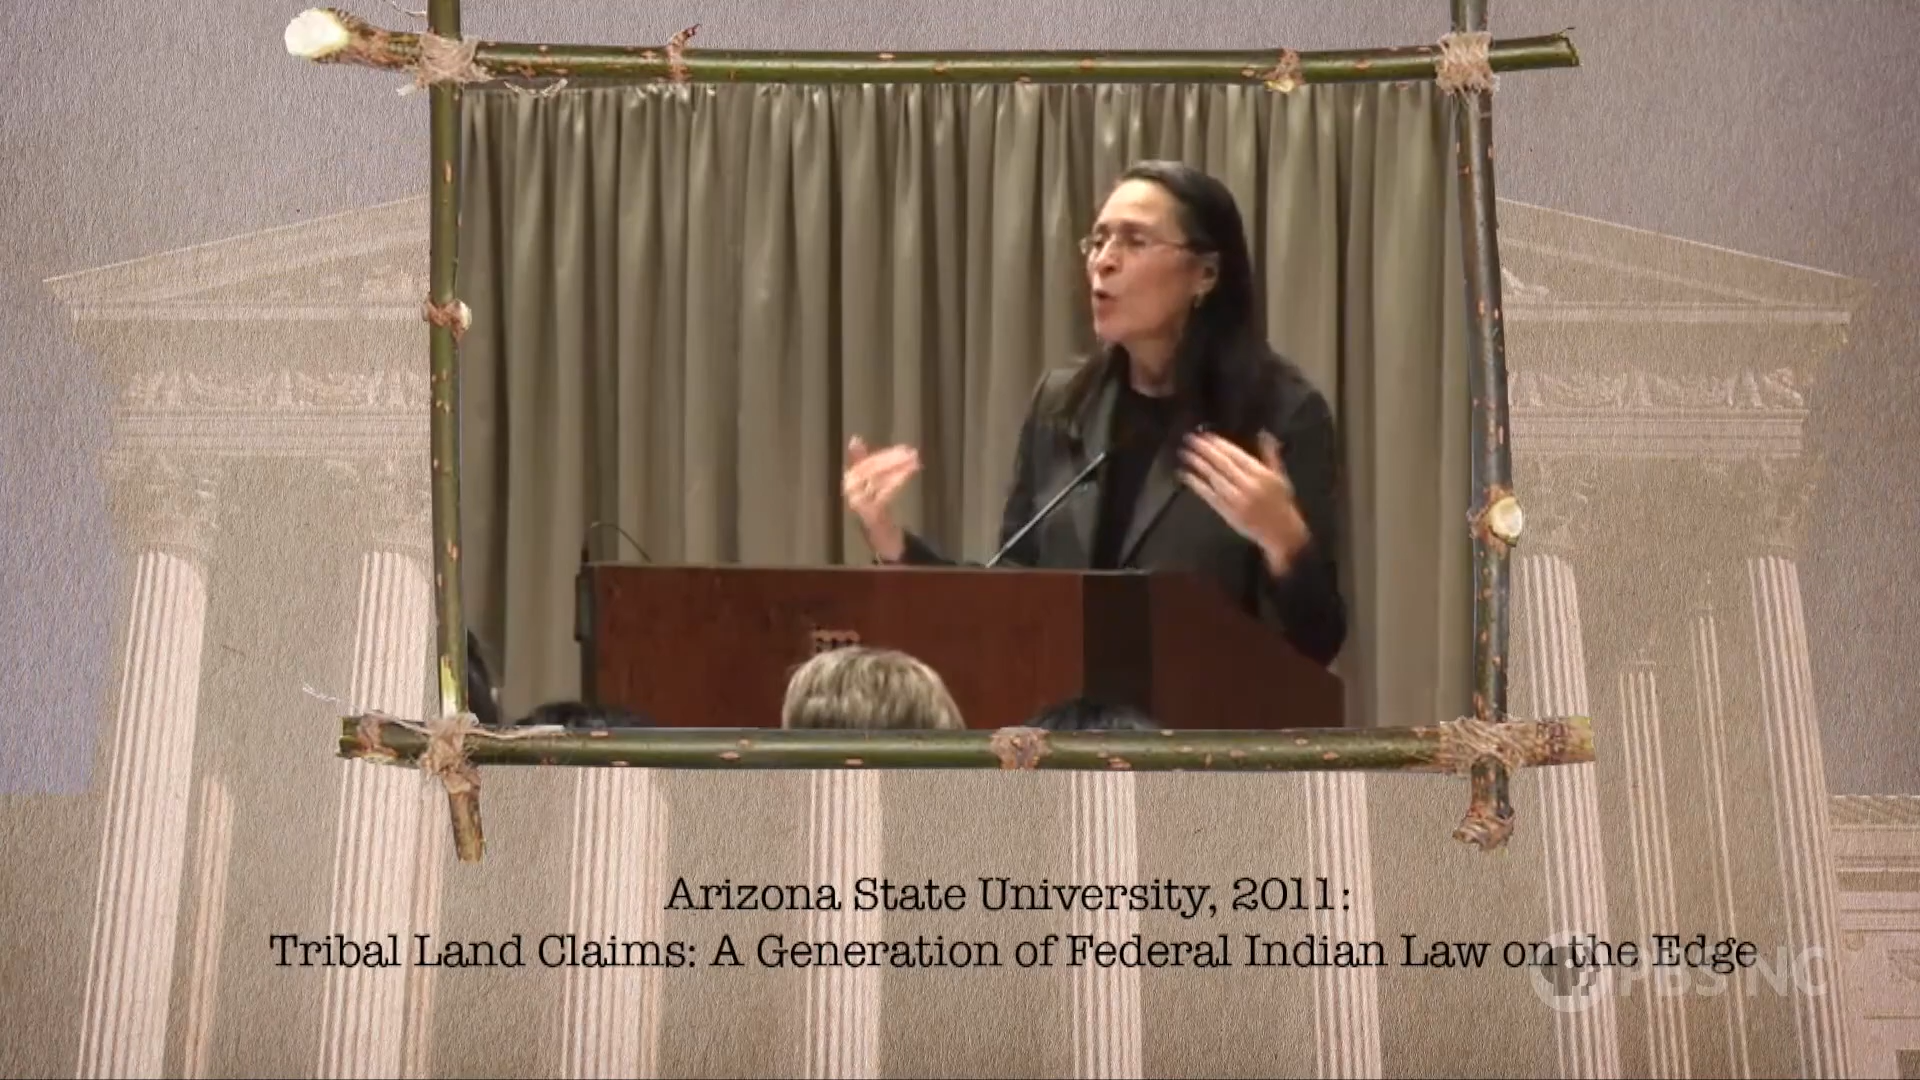 Arizona State University, 2011:
Tribal Land Claims: A Generation of Federal Indian Law on the Edge
PBS NC